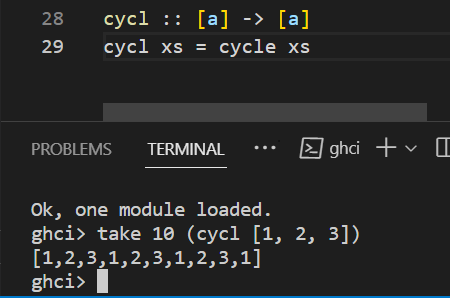 28 cycl :: [a] -> [a]
29 cycl xs = cycle xs
PROBLEMS TERMINAL ··· ghci
Ok, one module loaded.
ghci> take 10 (cycl [1, 2, 3])
[1,2,3,1,2,3,1,2,3,1]
ghci>